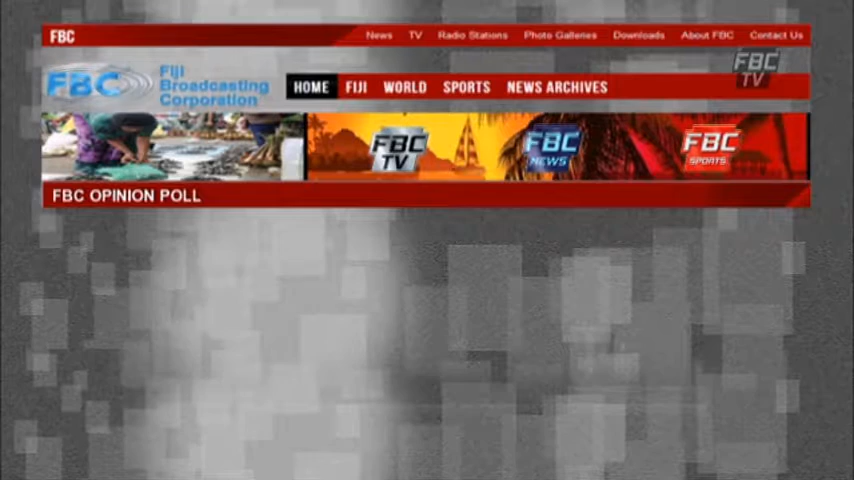 FBC
News TV Radio Stations Photo Galleries Downloads About FBC Contact Us
FBC Fiji Broadcasting Corporation
HOME FIJI WORLD SPORTS NEWS ARCHIVES
FBC TV
FBC TV
FBC NEWS
FBC SPORTS
FBC OPINION POLL